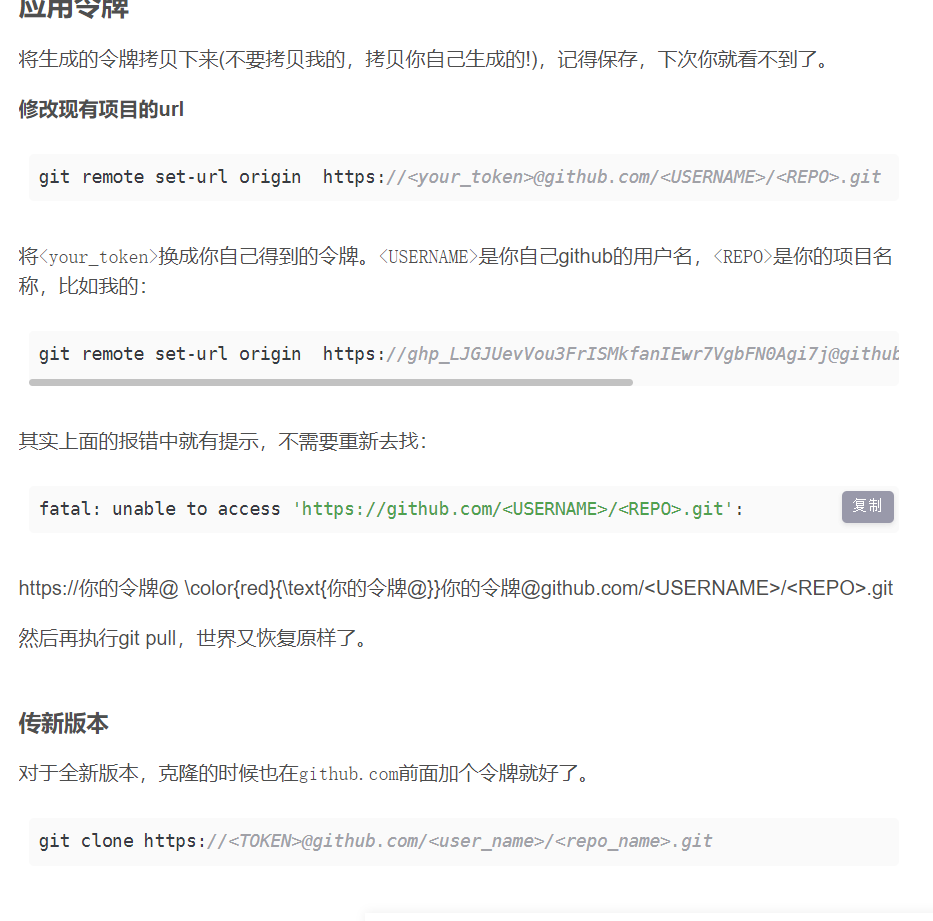 应用令牌
将生成的令牌拷贝下来(不要拷贝我的，拷贝你自己生成的!)，记得保存，下次你就看不到了。
修改现有项目的url
git remote set-url origin  https://<your_token>@github.com/<USERNAME>/<REPO>.git
将<your_token>换成你自己得到的令牌。<USERNAME>是你自己github的用户名，<REPO>是你的项目名
称，比如我的：
git remote set-url origin  https://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@github
其实上面的报错中就有提示，不需要重新去找：
fatal: unable to access 'https://github.com/<USERNAME>/<REPO>.git':
复制
https://你的令牌@ \color{red}{\text{你的令牌@}}你的令牌@github.com/<USERNAME>/<REPO>.git
然后再执行git pull，世界又恢复原样了。
传新版本
对于全新版本，克隆的时候也在github.com前面加个令牌就好了。
git clone https://<TOKEN>@github.com/<user_name>/<repo_name>.git